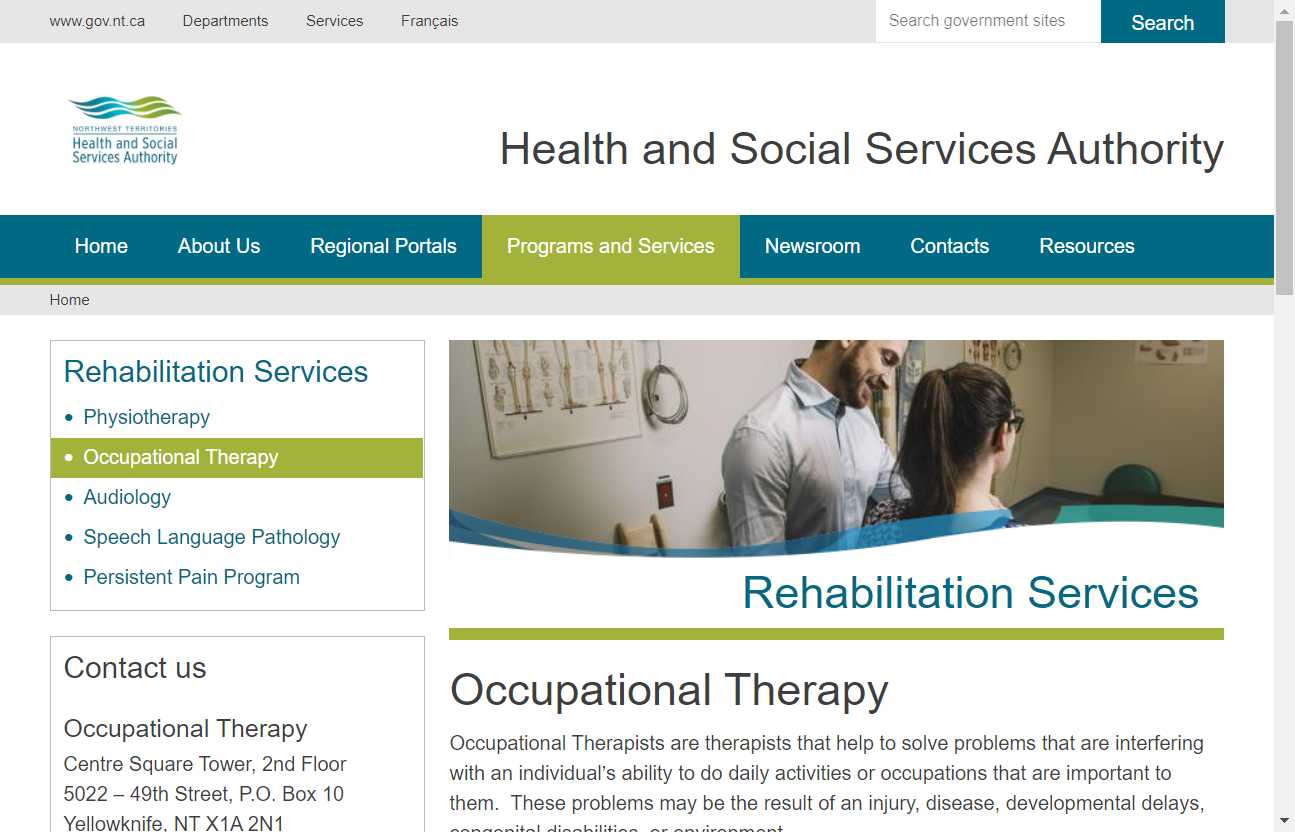 www.gov.nt.ca Departments Services Français
Search government sites Search
NORTHWEST TERRITORIES
Health and Social
Services Authority
Health and Social Services Authority
Home About Us Regional Portals Programs and Services Newsroom Contacts Resources
Home
Rehabilitation Services
• Physiotherapy
• Occupational Therapy
• Audiology
• Speech Language Pathology
• Persistent Pain Program
Contact us
Occupational Therapy
Centre Square Tower, 2nd Floor
5022 – 49th Street, P.O. Box 10
Yellowknife, NT X1A 2N1
Rehabilitation Services
Occupational Therapy
Occupational Therapists are therapists that help to solve problems that are interfering
with an individual’s ability to do daily activities or occupations that are important to
them.  These problems may be the result of an injury, disease, developmental delays,
congenital disabilities, or environment.